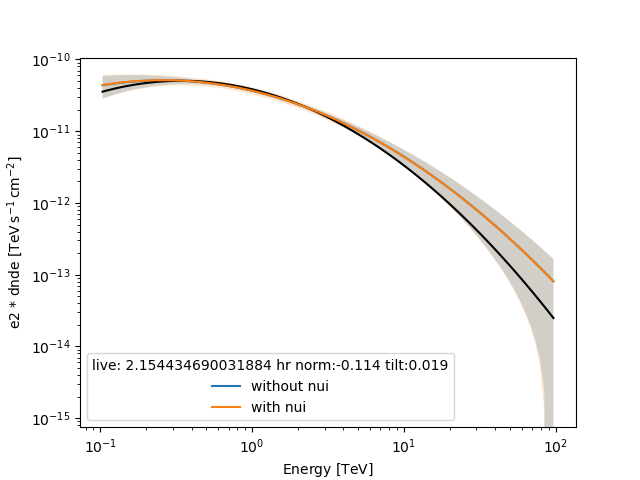 10⁻¹⁰
10⁻¹¹
10⁻¹²
10⁻¹³
10⁻¹⁴
10⁻¹⁵
e2 * dnde [TeV s⁻¹ cm⁻²]
live: 2.154434690031884 hr norm:-0.114 tilt:0.019
without nui
with nui
10⁻¹ 10⁰ 10¹ 10²
Energy [TeV]